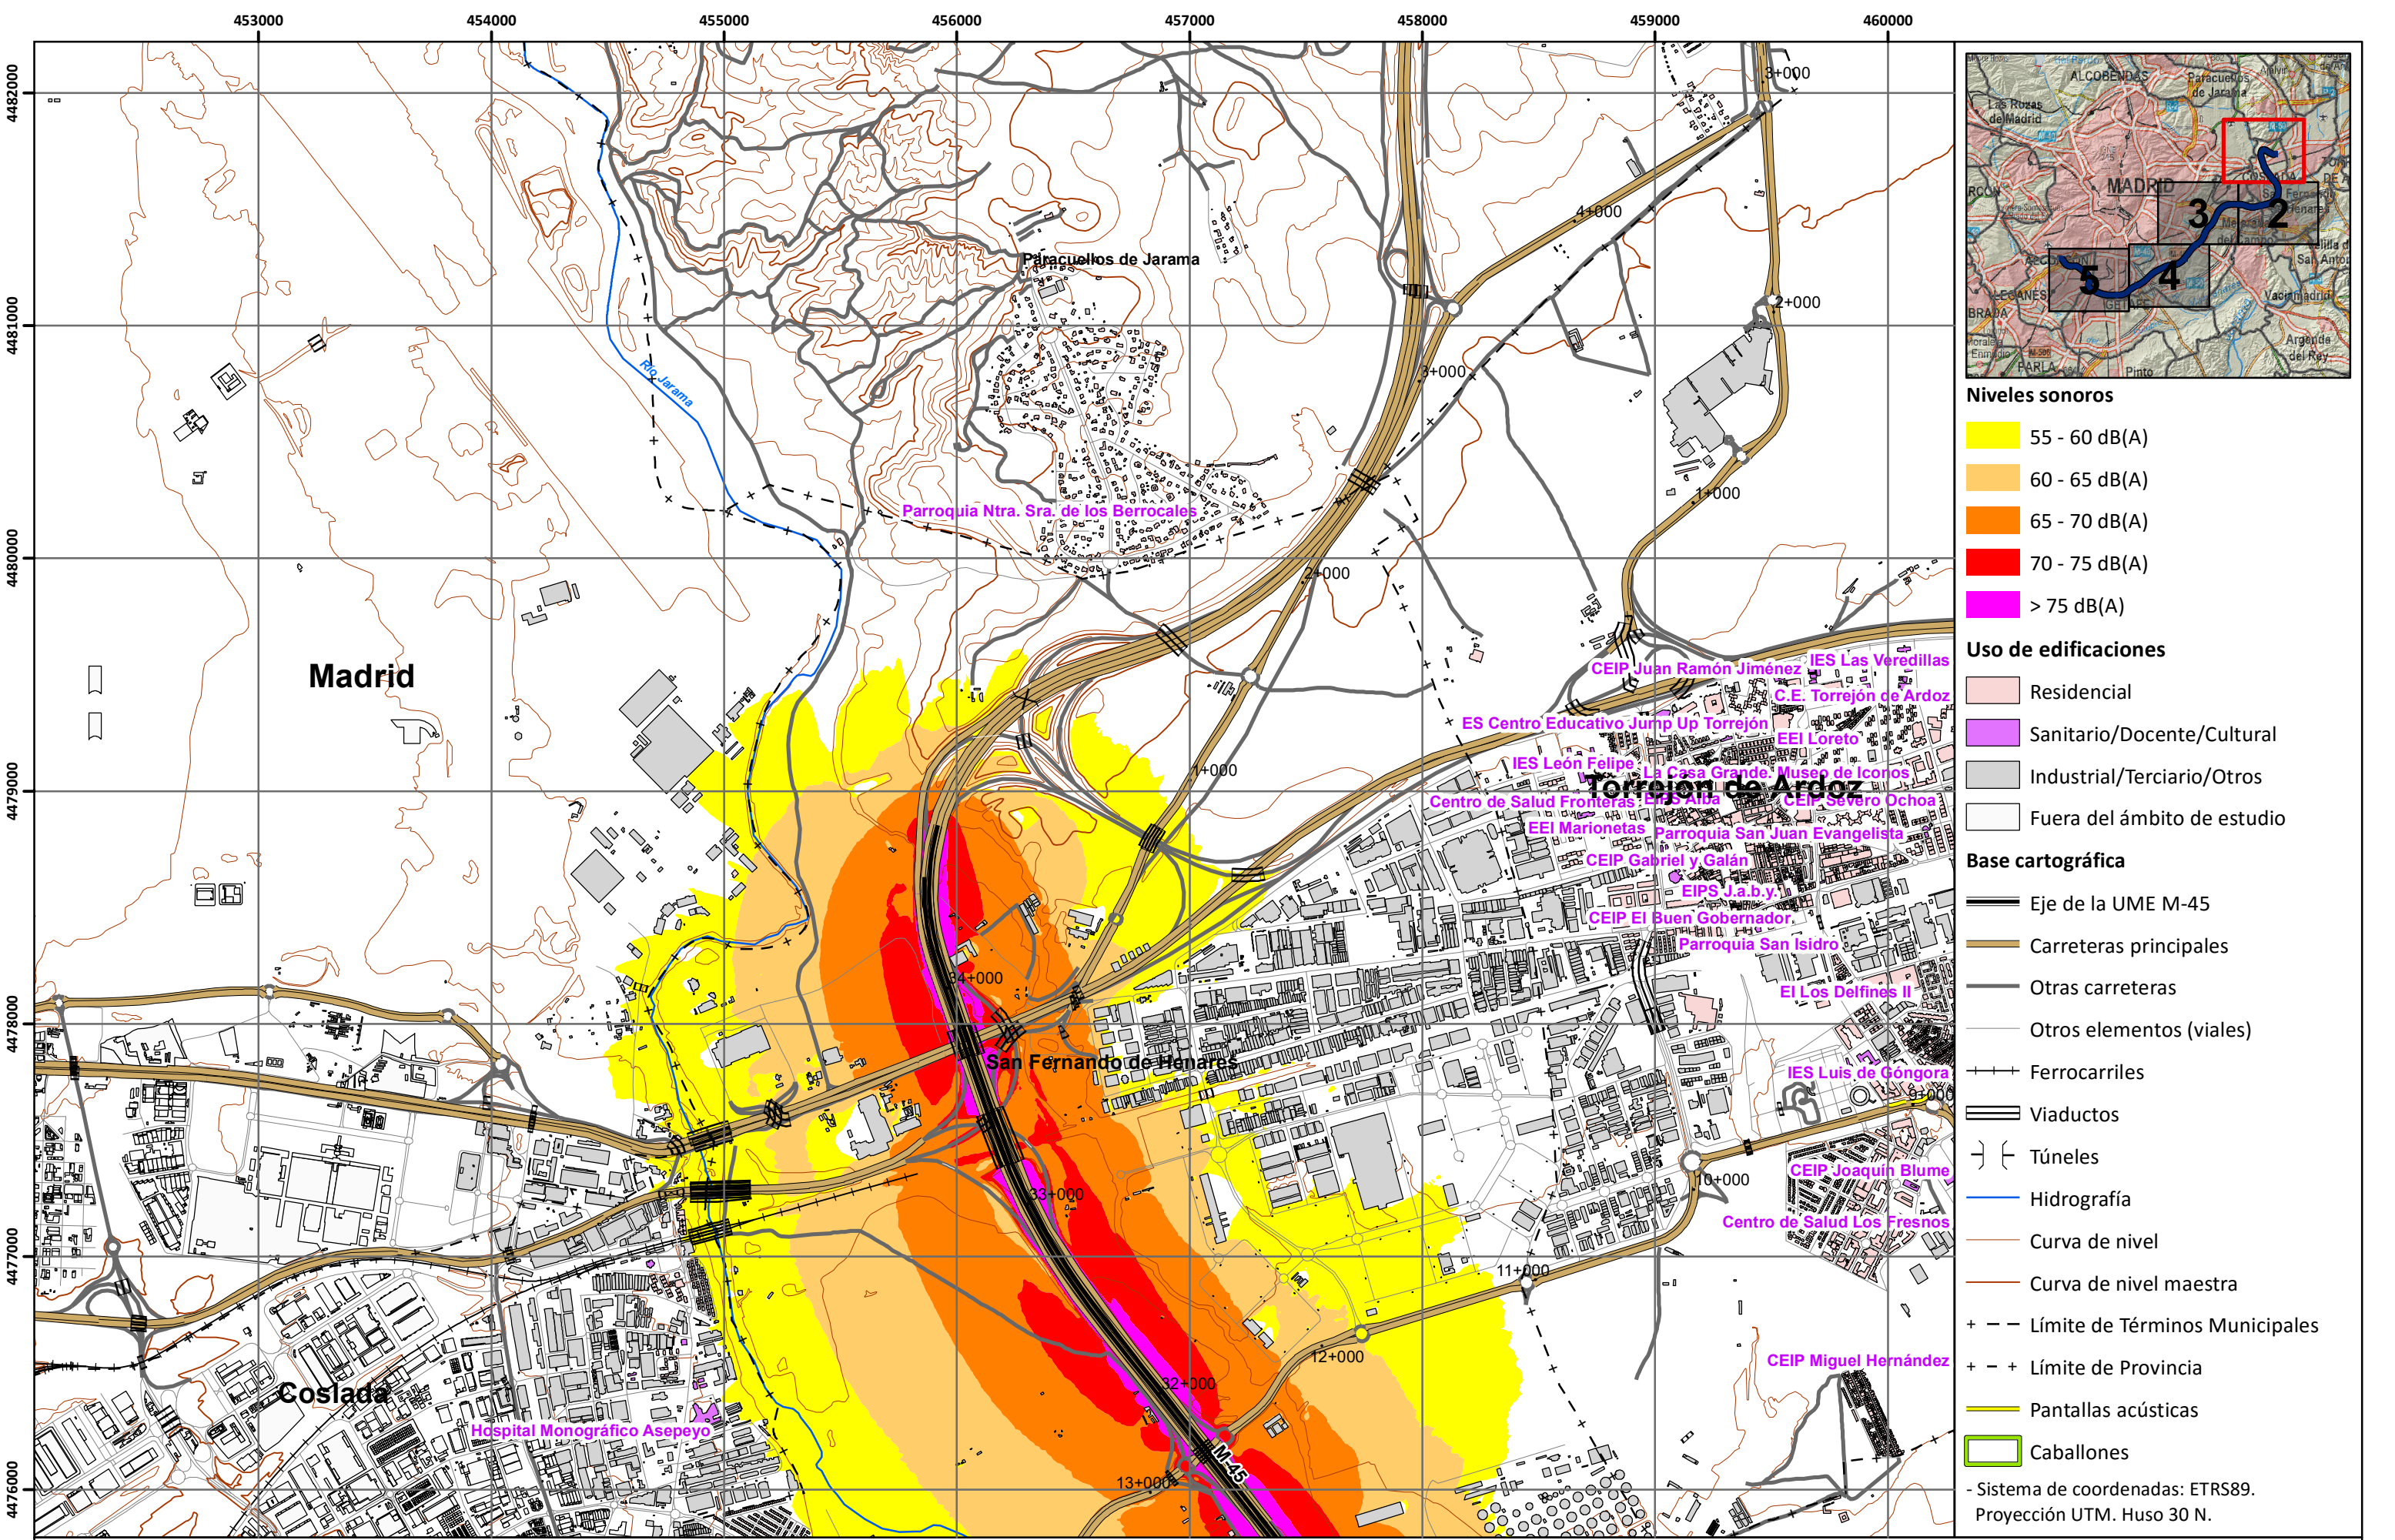 453000
454000
455000
456000
457000
458000
459000
460000
4482000
4481000
4480000
4479000
4478000
4477000
4476000
3+000
4+000
Paracuellos de Jarama
2+000
Río Jarama
3+000
1+000
Parroquia Ntra. Sra. de los Berrocales
2+000
Madrid
CEIP Juan Ramón Jiménez
IES Las Veredillas
C.E. Torrejón de Ardoz
ES Centro Educativo Jump Up Torrejón
EEI Loreto
1+000
IES León Felipe
La Casa Grande. Museo de Iconos
Torrejón de Ardoz
Centro de Salud Fronteras
EIPS Alba
CEIP Severo Ochoa
EEI Marionetas
Parroquia San Juan Evangelista
CEIP Gabriel y Galán
EIPS J.a.b.y.
CEIP El Buen Gobernador
Parroquia San Isidro
34+000
EI Los Delfines II
San Fernando de Henares
IES Luis de Góngora
9+000
CEIP Joaquín Blume
10+000
33+000
Centro de Salud Los Fresnos
11+000
12+000
CEIP Miguel Hernández
32+000
Coslada
Hospital Monográfico Asepeyo
M-45
13+000
ALCOBENDAS
Paracuellos
de Jarama
Las Rozas
de Madrid
MADRID
COSLADA
3
2
4
5
LEGANÉS
GETAFE
PARLA
Pinto
Arganda
del Rey
Niveles sonoros
55 - 60 dB(A)
60 - 65 dB(A)
65 - 70 dB(A)
70 - 75 dB(A)
> 75 dB(A)
Uso de edificaciones
Residencial
Sanitario/Docente/Cultural
Industrial/Terciario/Otros
Fuera del ámbito de estudio
Base cartográfica
Eje de la UME M-45
Carreteras principales
Otras carreteras
Otros elementos (viales)
Ferrocarriles
Viaductos
Túneles
Hidrografía
Curva de nivel
Curva de nivel maestra
Límite de Términos Municipales
Límite de Provincia
Pantallas acústicas
Caballones
- Sistema de coordenadas: ETRS89.
Proyección UTM. Huso 30 N.